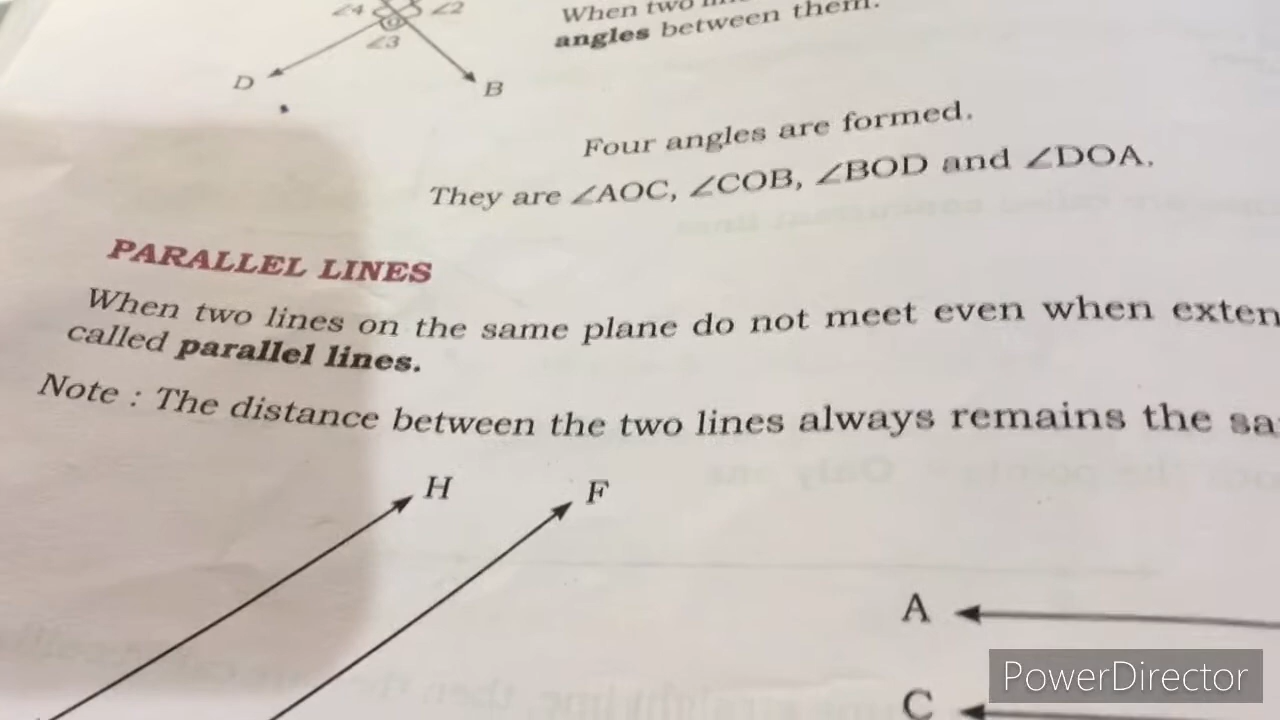 ∠4 ∠2
When two
∠3
angles between them.
D
B
Four angles are formed.
They are ∠AOC, ∠COB, ∠BOD and ∠DOA.
PARALLEL LINES
When two lines on the same plane do not meet even when
called parallel lines.
Note : The distance between the two lines always remains the
H
F
A
C
PowerDirector